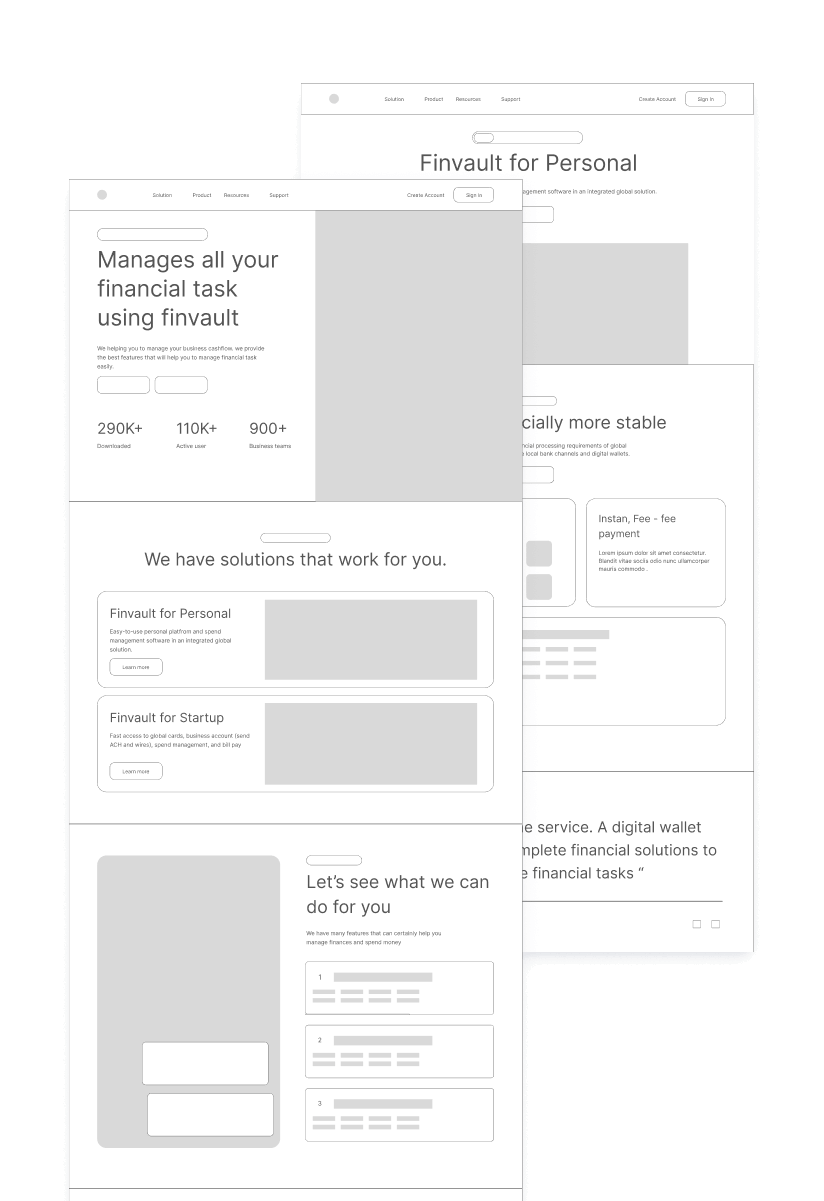 Solution Product Resources Support Create Account Sign in
Finvault for Personal
agement software in an integrated global solution.
cially more stable
ncial processing requirements of global
local bank channels and digital wallets.
Instan, Fee - fee
payment
Lorem ipsum dolor sit amet consectetur.
Blandit vitae sociis odio nunc ullamcorper
mauris commodo .
e service. A digital wallet
mplete financial solutions to
e financial tasks “
Solution Product Resources Support Create Account Sign in
Manages all your
financial task
using finvault
We helping you to manage your business cashflow. we provide
the best features that will help you to manage financial task
easily.
290K+ 110K+ 900+
Downloaded Active user Business teams
We have solutions that work for you.
Finvault for Personal
Easy-to-use personal platfrom and spend
management software in an integrated global
solution.
Learn more
Finvault for Startup
Fast access to global cards, business account (send
ACH and wires), spend management, and bill pay
Learn more
Let’s see what we can
do for you
We have many features that can certainly help you
manage finances and spend money
1
2
3